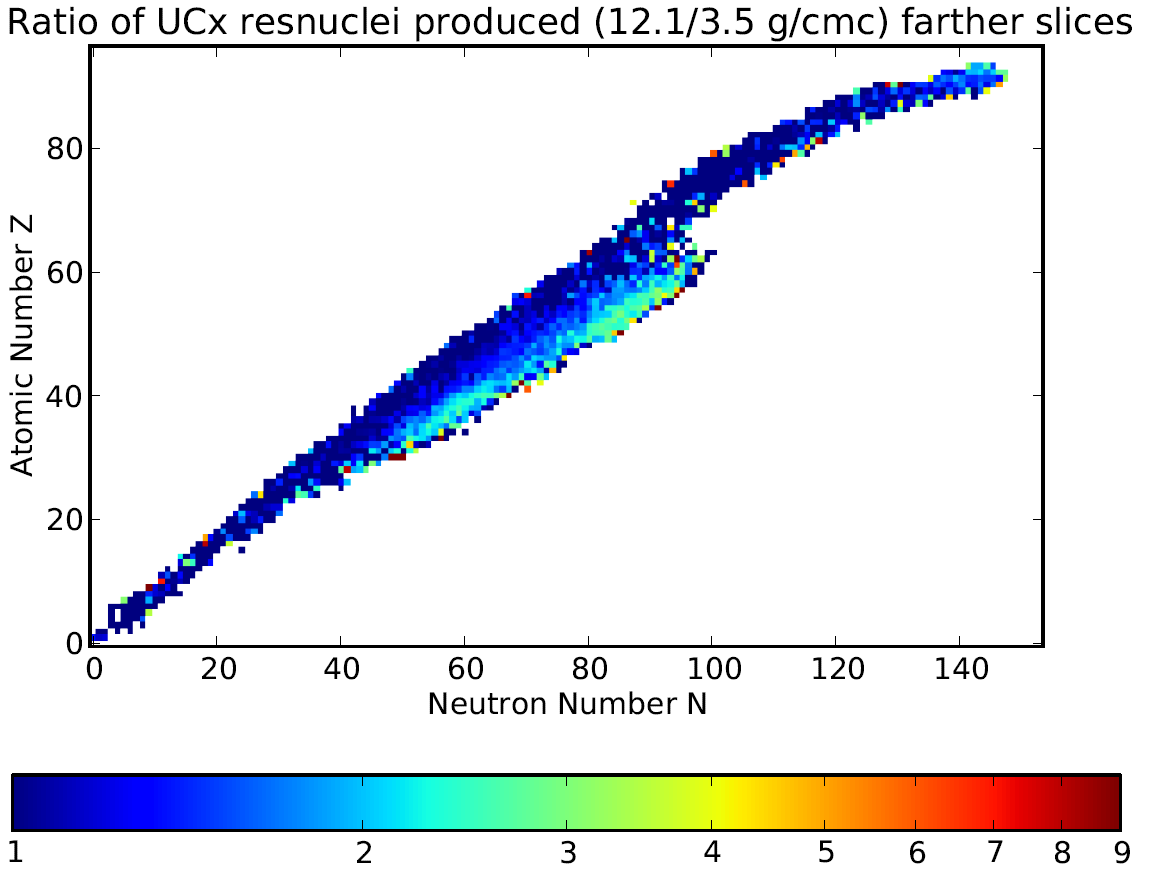 Ratio of UCx resnuclei produced (12.1/3.5 g/cmc) farther slices
Atomic Number Z
80
60
40
20
0
0 20 40 60 80 100 120 140
Neutron Number N
1 2 3 4 5 6 7 8 9